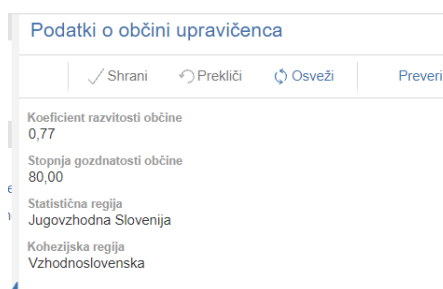 Podatki o občini upravičenca
Shrani Prekliči Osveži Preveri
Koeficient razvitosti občine
0,77
Stopnja gozdnatosti občine
80,00
Statistična regija
Jugovzhodna Slovenija
Kohezijska regija
Vzhodnoslovenska